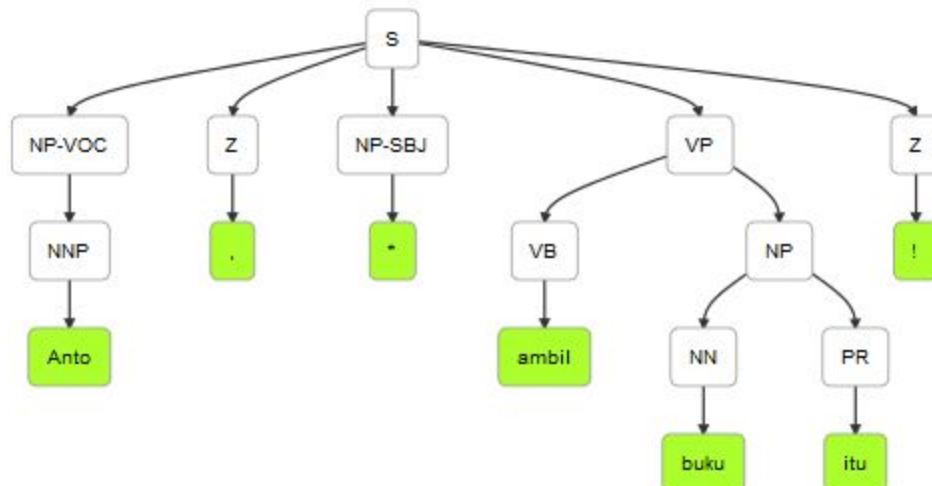 S
NP-VOC Z NP-SBJ VP Z
NNP , * VB NP !
Anto ambil NN PR
buku itu